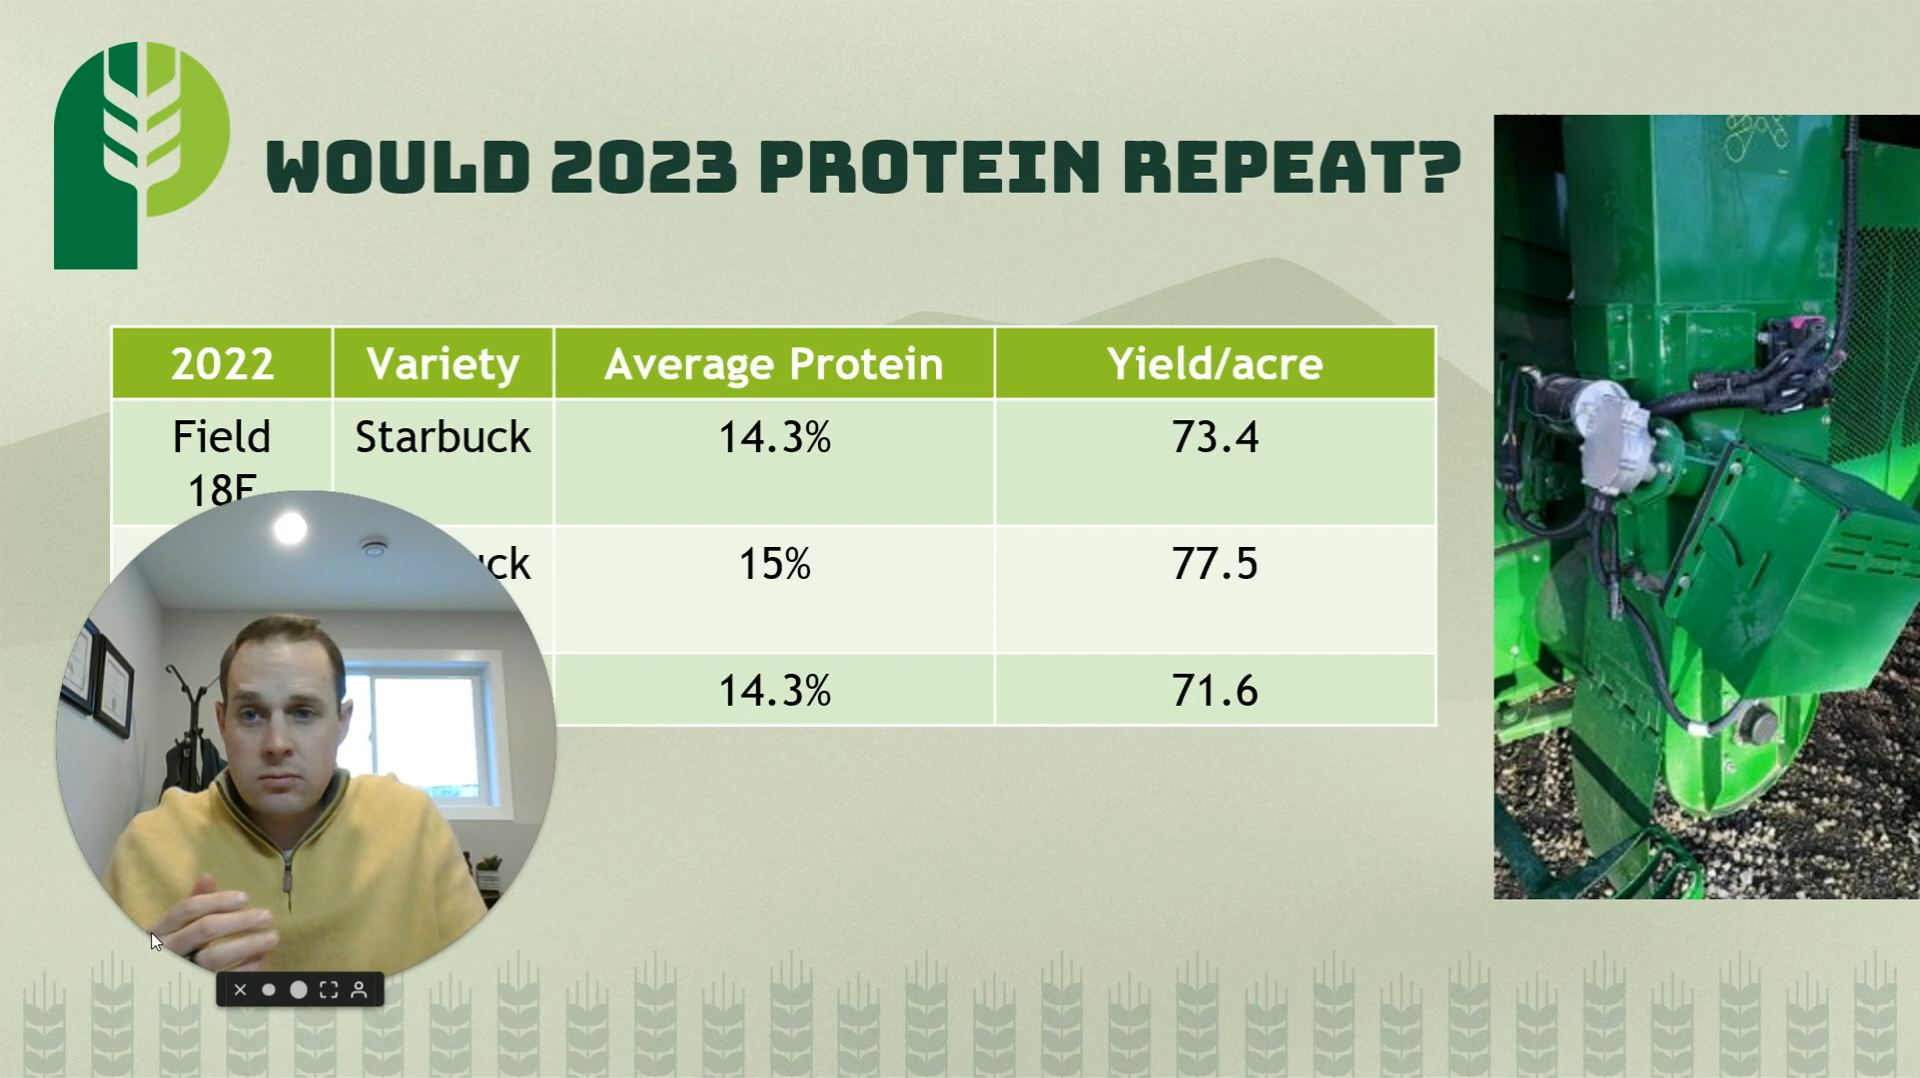 WOULD 2023 PROTEIN REPEAT?
2022 Variety Average Protein Yield/acre
Field Starbuck 14.3% 73.4
18E
15% 77.5
14.3% 71.6